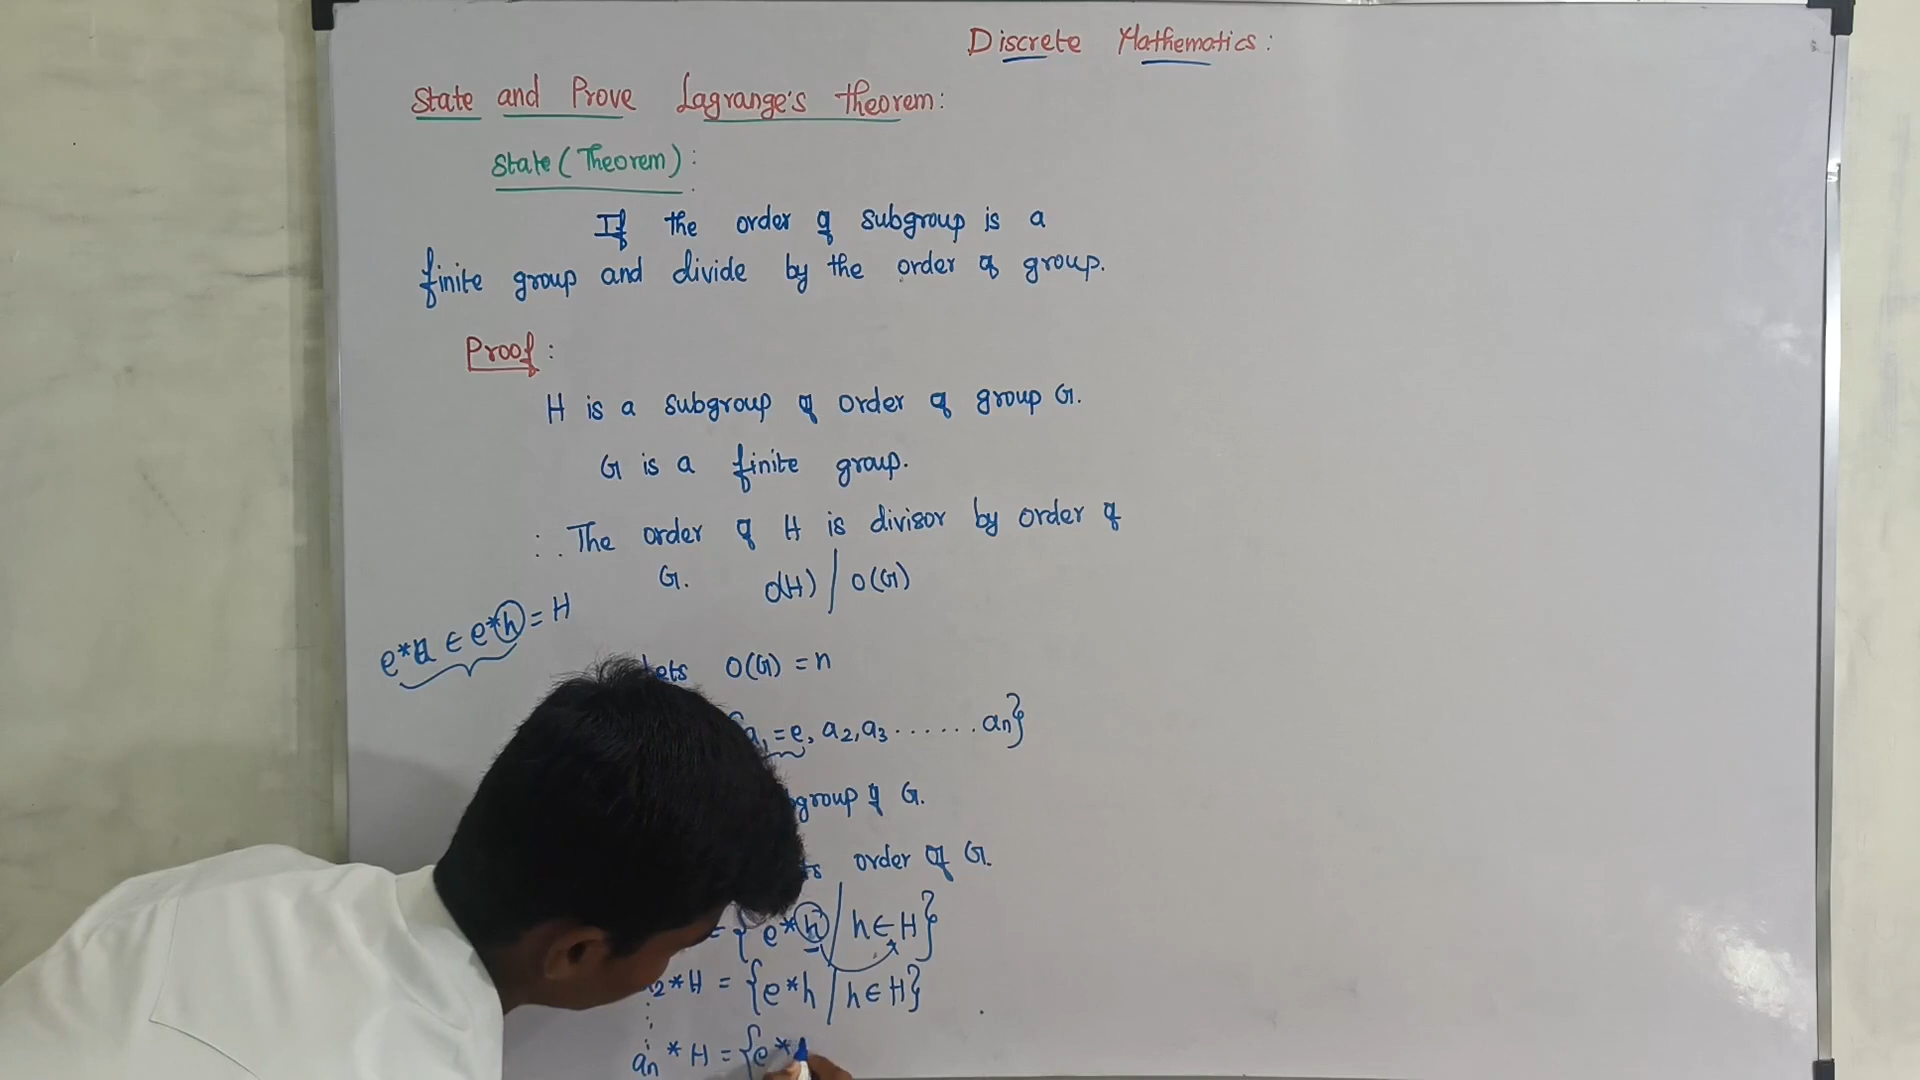 Discrete Mathematics:
State and Prove Lagrange's theorem:
State (Theorem):
If the order of subgroup is a
finite group and divide by the order of group.
Proof:
H is a subgroup of order of group G.
G is a finite group.
∴ The order of H is divisor by order of
G. O(H) / O(G)
e*a ∈ e*h = H
Lets O(G) = n
a1 = e, a2, a3 ....... an}
group of G.
order of G.
= {e*h / h ∈ H}
2*H = {e*h / h ∈ H}
an * H = {e*